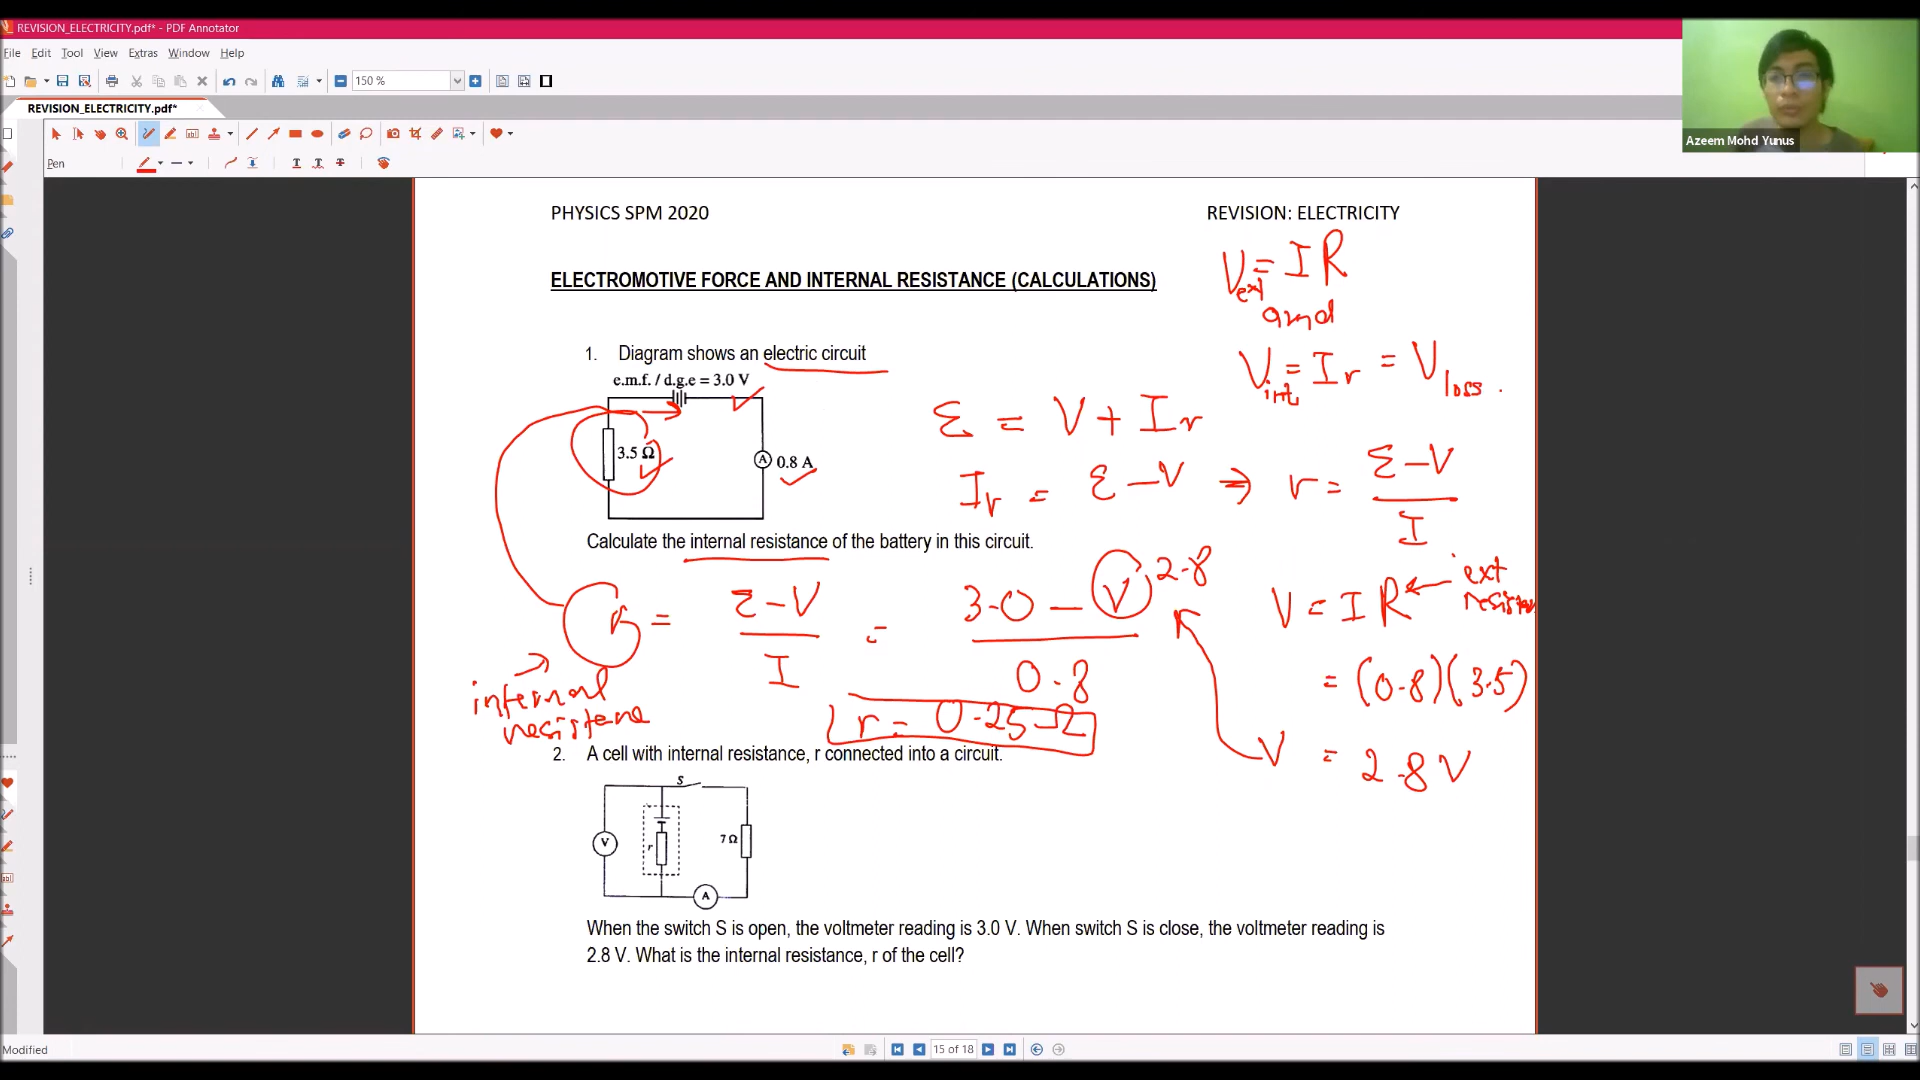 REVISION_ELECTRICITY.pdf* - PDF Annotator
File Edit Tool View Extras Window Help
150 %
REVISION_ELECTRICITY.pdf*
Pen
Azeem Mohd Yunus
PHYSICS SPM 2020 REVISION: ELECTRICITY
V ext = IR
and
ELECTROMOTIVE FORCE AND INTERNAL RESISTANCE (CALCULATIONS)
1. Diagram shows an electric circuit
V int = Ir = V loss
e.m.f. / d.g.e = 3.0 V
3.5 Ω
A 0.8 A
Ɛ = V + Ir
Ir = Ɛ - V → r = Ɛ - V / I
Calculate the internal resistance of the battery in this circuit.
r = Ɛ - V / I = 3.0 - V / 0.8
2.8
V = IR ← ext
= (0.8)(3.5)
V = 2.8 V
internal
r = 0.25 Ω
2. A cell with internal resistance, r connected into a circuit.
S
V r 7 Ω
A
When the switch S is open, the voltmeter reading is 3.0 V. When switch S is close, the voltmeter reading is
2.8 V. What is the internal resistance, r of the cell?
Modified
15 of 18